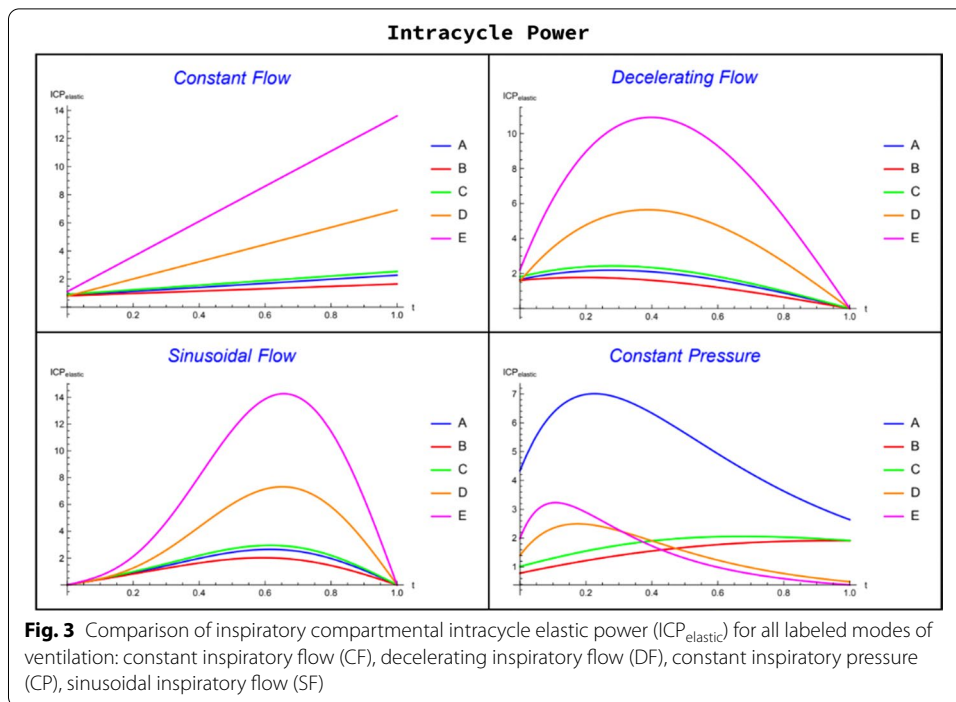 Intracycle Power
Constant Flow
ICPelastic
14
12
10
8
6
4
2
0.2 0.4 0.6 0.8 1.0 t
A
B
C
D
E
Decelerating Flow
ICPelastic
10
8
6
4
2
0.2 0.4 0.6 0.8 1.0 t
A
B
C
D
E
Sinusoidal Flow
ICPelastic
14
12
10
8
6
4
2
0.2 0.4 0.6 0.8 1.0 t
A
B
C
D
E
Constant Pressure
ICPelastic
7
6
5
4
3
2
1
0.2 0.4 0.6 0.8 1.0 t
A
B
C
D
E
Fig. 3 Comparison of inspiratory compartmental intracycle elastic power (ICPelastic) for all labeled modes of
ventilation: constant inspiratory flow (CF), decelerating inspiratory flow (DF), constant inspiratory pressure
(CP), sinusoidal inspiratory flow (SF)